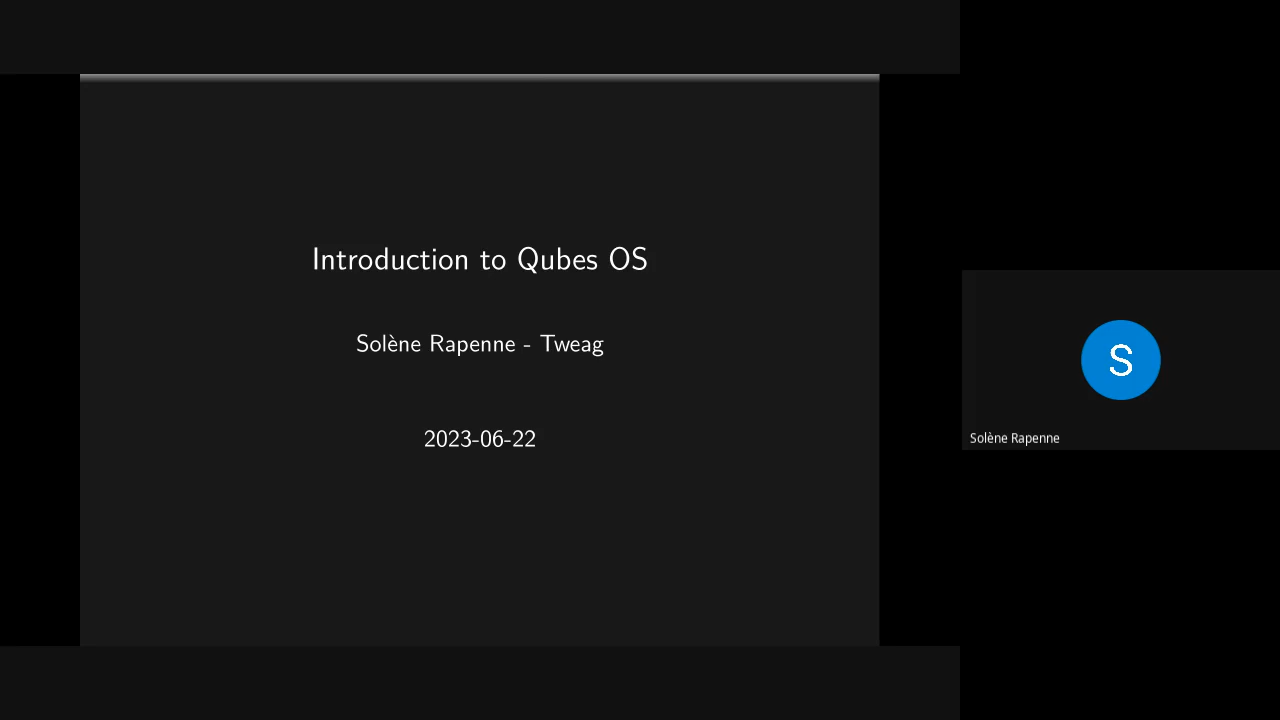 Introduction to Qubes OS
Solène Rapenne - Tweag
2023-06-22
S
Solène Rapenne